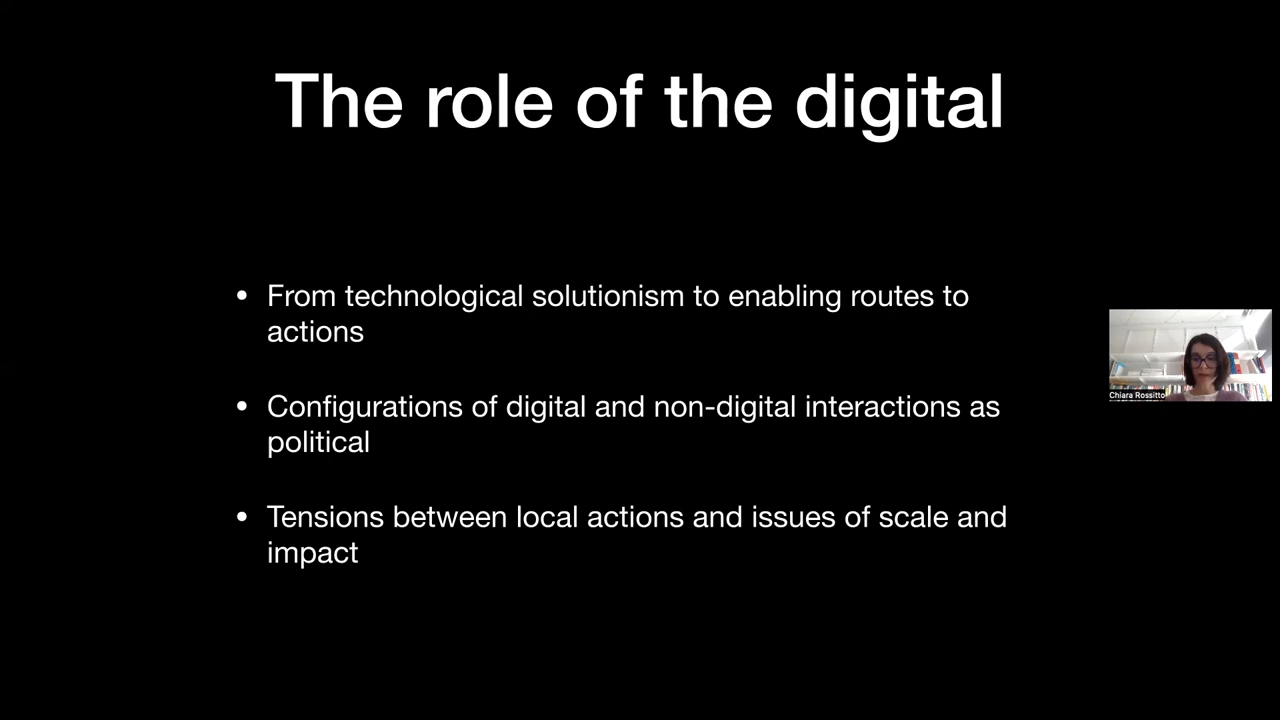 The role of the digital
• From technological solutionism to enabling routes to
actions
• Configurations of digital and non-digital interactions as
political
• Tensions between local actions and issues of scale and
impact
Chiara Rossitto